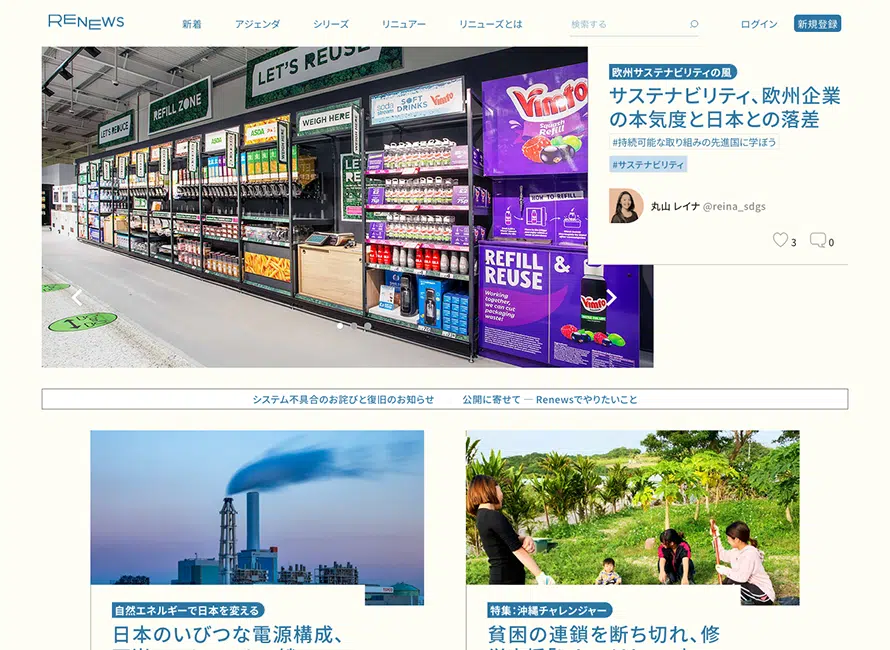 RENEWS
新着
アジェンダ
シリーズ
リニュアー
リニューズとは
検索する
ログイン
新規登録
LET'S REDUCE
REFILL ZONE
LET'S REUSE
WEIGH HERE
ASDA
ASDA
ASDA
soda
SOFT DRINKS
Vimto
Vimto
Squash Refill
HOW TO REFILL
REFILL & REUSE
Working together, we can cut packaging waste!
Vimto
欧州サステナビリティの風
サステナビリティ、欧州企業
の本気度と日本との落差
#持続可能な取り組みの先進国に学ぼう
#サステナビリティ
丸山 レイナ @reina_sdgs
3
0
システム不具合のお詫びと復旧のお知らせ
公開に寄せて — Renewsでやりたいこと
自然エネルギーで日本を変える
日本のいびつな電源構成、
特集：沖縄チャレンジャー
貧困の連鎖を断ち切れ、修